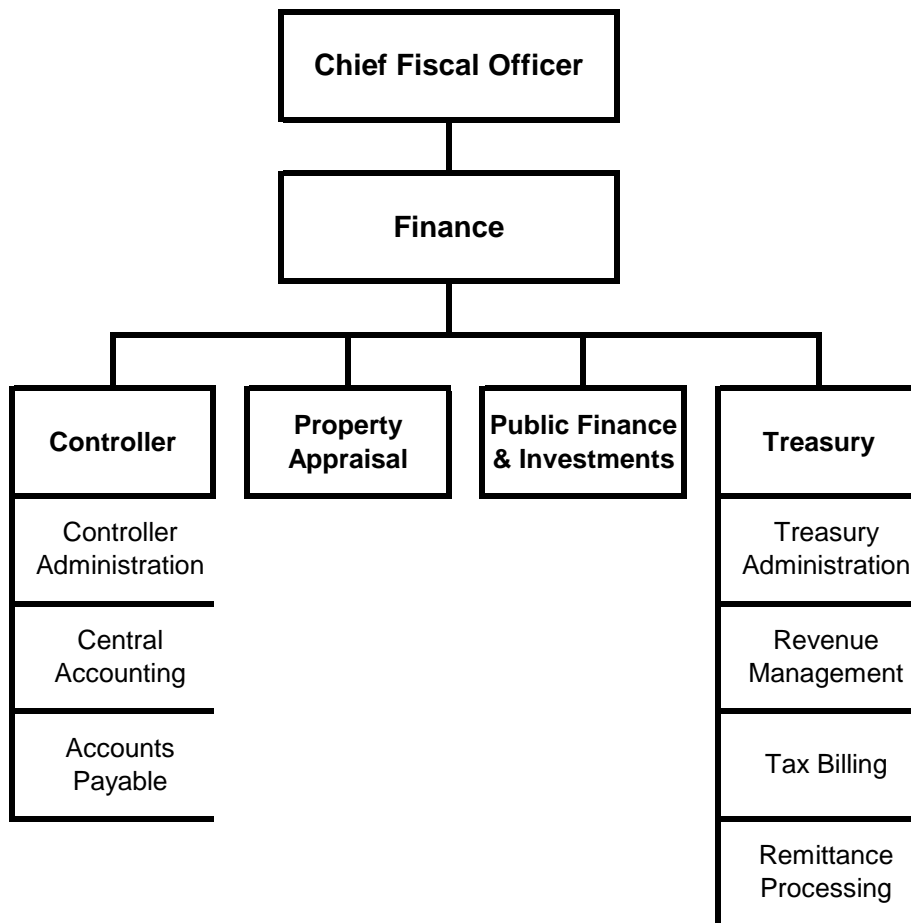 Chief Fiscal Officer
Finance
Controller
Property
Appraisal
Public Finance
& Investments
Treasury
Controller
Administration
Central
Accounting
Accounts
Payable
Treasury
Administration
Revenue
Management
Tax Billing
Remittance
Processing